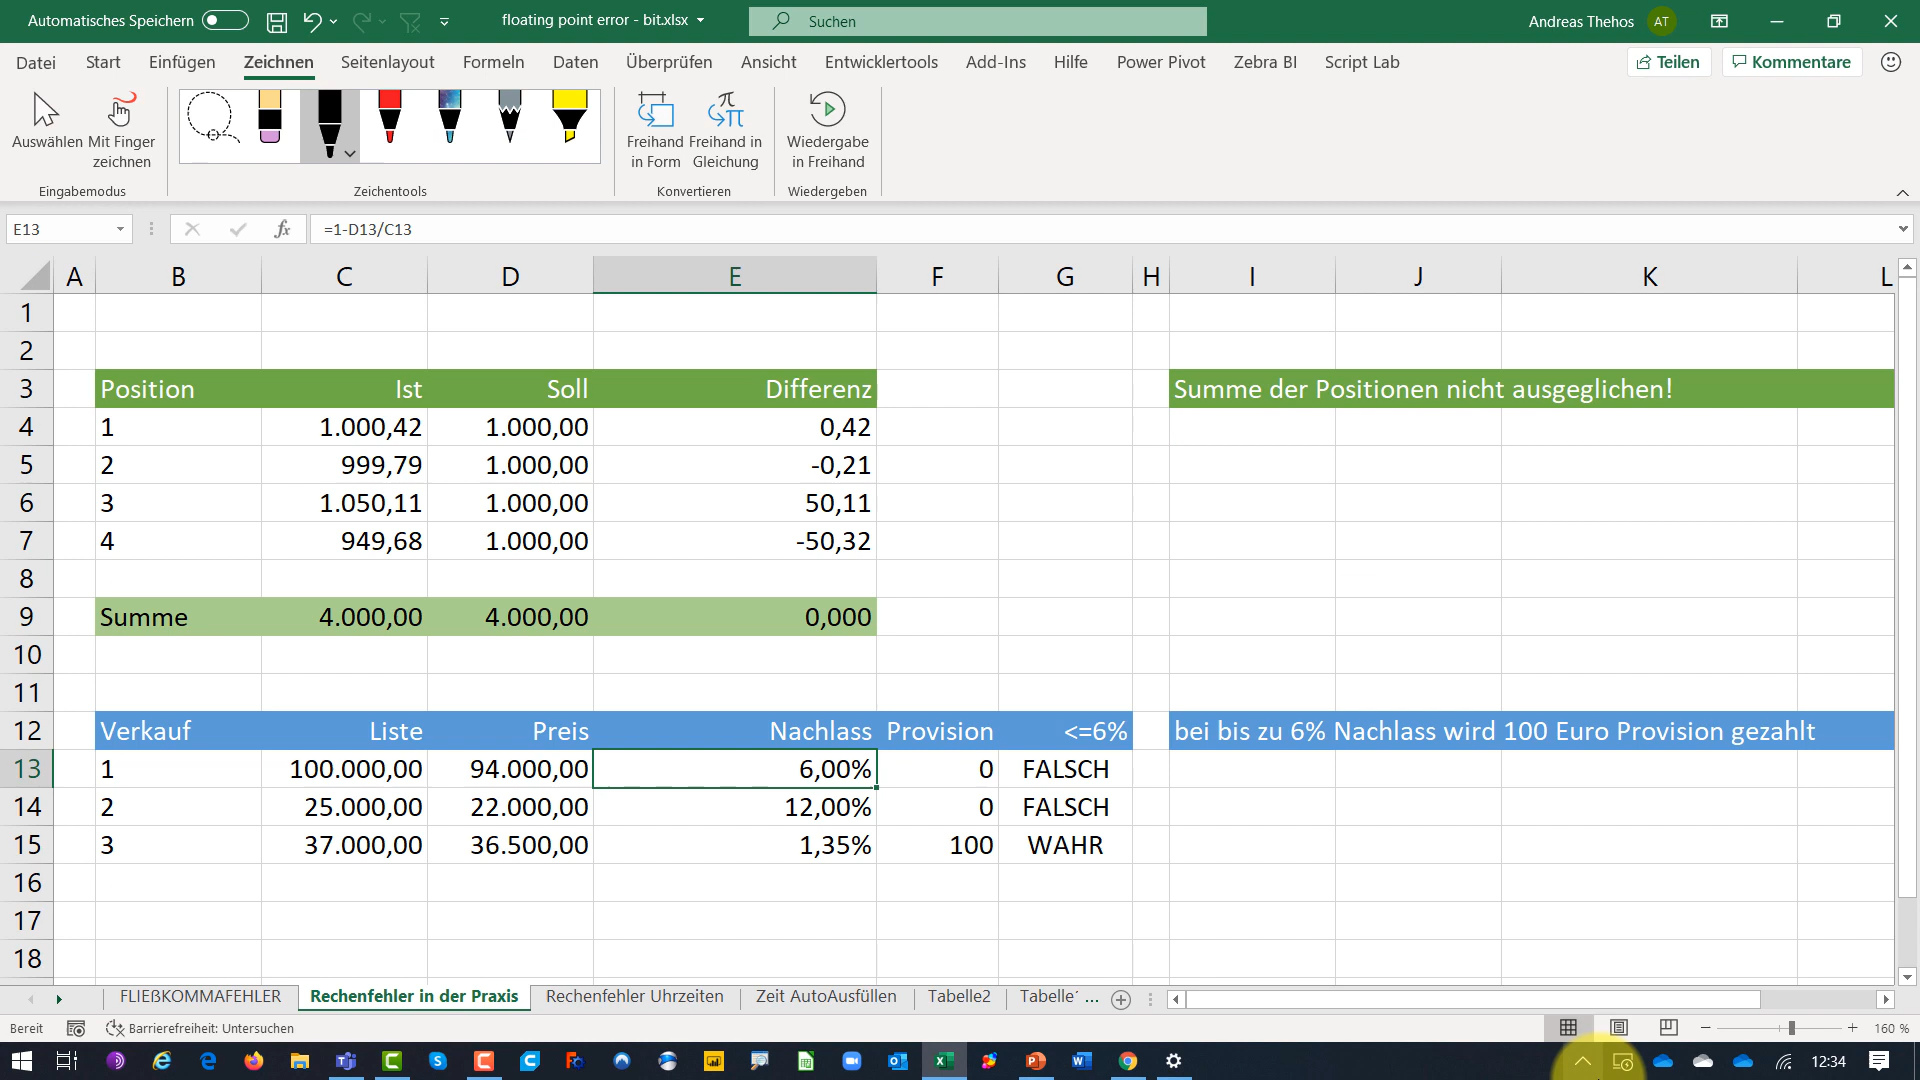 Automatisches Speichern
floating point error - bit.xlsx
Suchen
Andreas Thehos
AT
Datei Start Einfügen Zeichnen Seitenlayout Formeln Daten Überprüfen Ansicht Entwicklertools Add-Ins Hilfe Power Pivot Zebra BI Script Lab
Teilen
Kommentare
Auswählen
Mit Finger
zeichnen
Freihand
in Form
Freihand in
Gleichung
Wiedergabe
in Freihand
Eingabemodus
Zeichentools
Konvertieren
Wiedergeben
E13
fx
=1-D13/C13
A B C D E F G H I J K L
1
2
3 Position Ist Soll Differenz Summe der Positionen nicht ausgeglichen!
4 1 1.000,42 1.000,00 0,42
5 2 999,79 1.000,00 -0,21
6 3 1.050,11 1.000,00 50,11
7 4 949,68 1.000,00 -50,32
8
9 Summe 4.000,00 4.000,00 0,000
10
11
12 Verkauf Liste Preis Nachlass Provision <=6% bei bis zu 6% Nachlass wird 100 Euro Provision gezahlt
13 1 100.000,00 94.000,00 6,00% 0 FALSCH
14 2 25.000,00 22.000,00 12,00% 0 FALSCH
15 3 37.000,00 36.500,00 1,35% 100 WAHR
16
17
18
FLIEßKOMMAFEHLER Rechenfehler in der Praxis Rechenfehler Uhrzeiten Zeit AutoAusfüllen Tabelle2 Tabelle ...
Bereit
Barrierefreiheit: Untersuchen
160 %
12:34